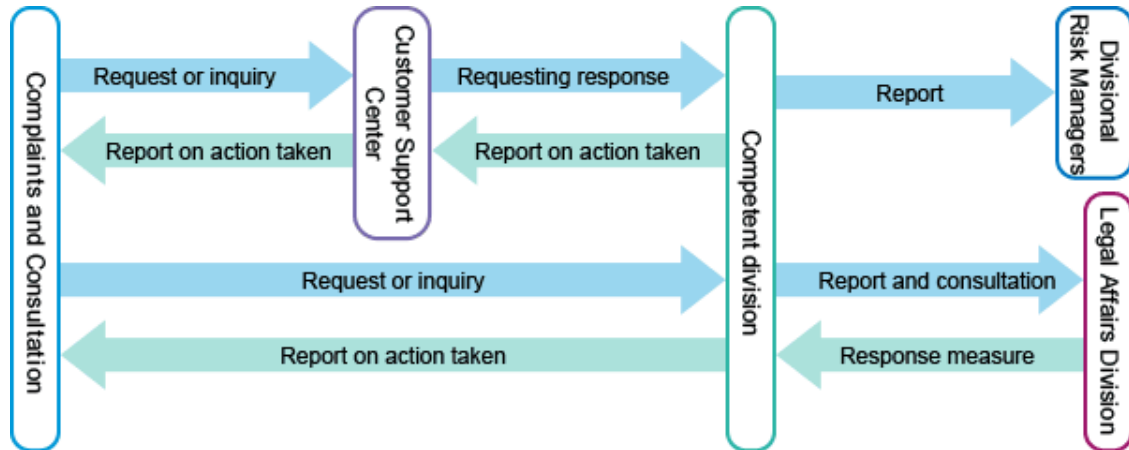 Complaints and Consultation
Request or inquiry
Report on action taken
Customer Support
Center
Requesting response
Report on action taken
Request or inquiry
Report on action taken
Competent division
Report
Divisional
Risk Managers
Report and consultation
Response measure
Legal Affairs Division